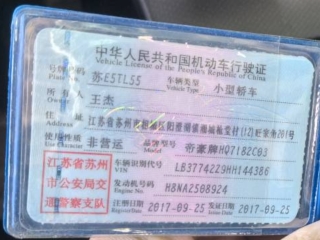 中华人民共和国机动车行驶证
Vehicle License of the People's Republic of China
号牌号码 苏E5TL55 车辆类型 小型轿车
Plate No. Vehicle Type
所有人 王杰
Owner
住址
Address
使用性质 非营运 品牌型号 帝豪牌HQ7182C03
Use Character Model
江苏省苏州市公安局交通警察支队
车辆识别代号 LB37742Z9HH144386
VIN
发动机号码 H8NA2508924
Engine No.
注册日期 2017-09-25 发证日期 2017-09-25